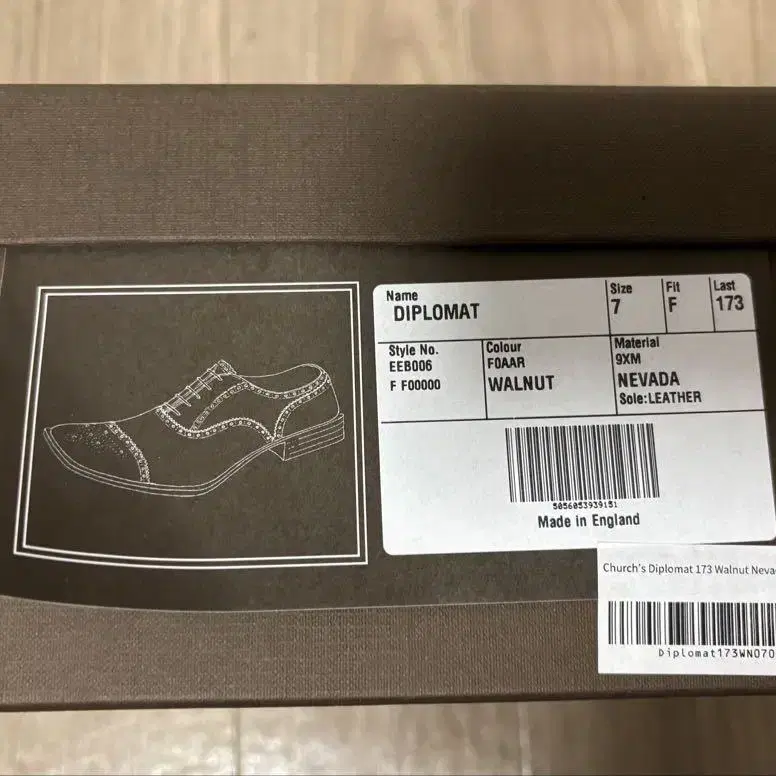 Name
DIPLOMAT
Size
7
Fit
F
Last
173
Style No.
EEB006
F F00000
Colour
F0AAR
WALNUT
Material
9XM
NEVADA
Sole:LEATHER
5056053939151
Made in England
Church's Diplomat 173 Walnut Neva
Diplomat173WN070